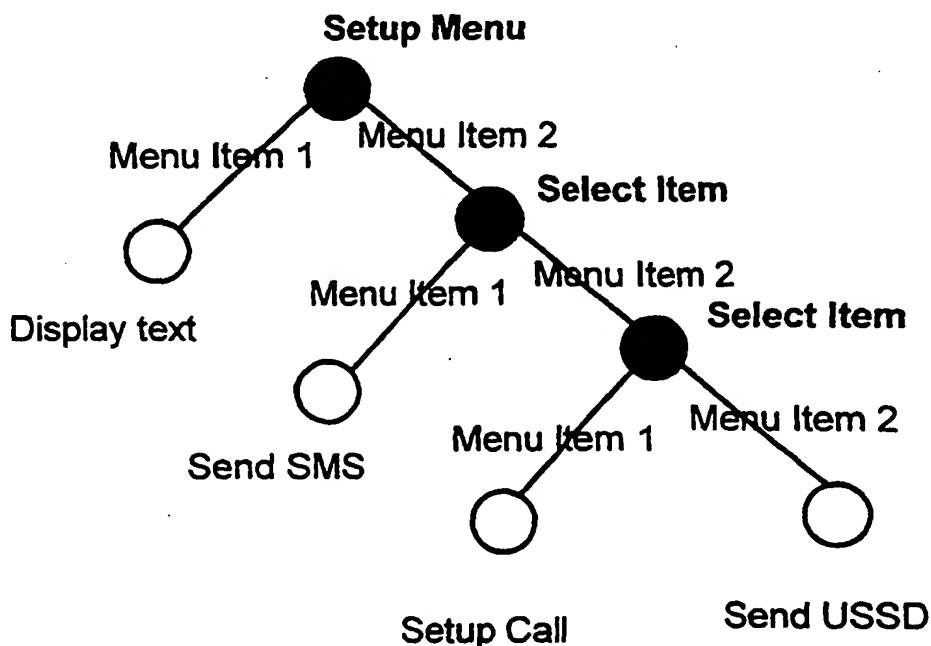 Setup Menu
Menu Item 1
Menu Item 2
Select Item
Display text
Menu Item 1
Menu Item 2
Select Item
Send SMS
Menu Item 1
Menu Item 2
Setup Call
Send USSD